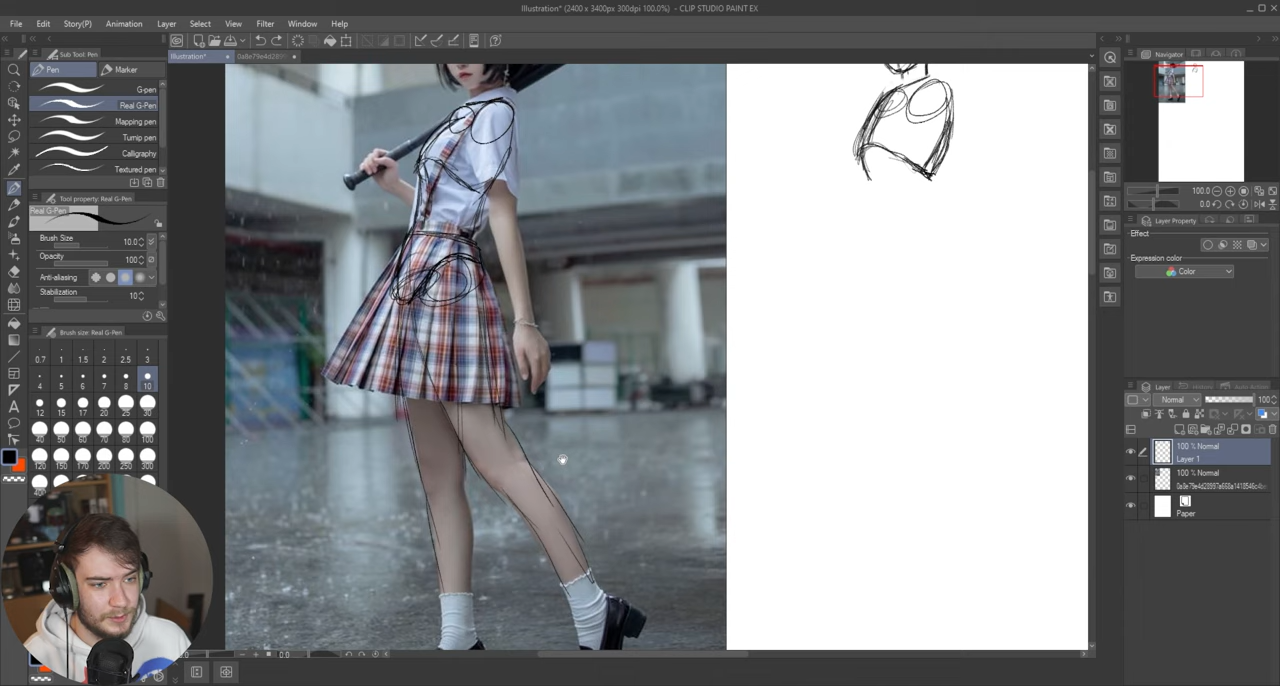 Illustration* (2400 x 3400px 300dpi 100.0%) - CLIP STUDIO PAINT EX
File Edit Story(P) Animation Layer Select View Filter Window Help
Sub Tool: Pen
Illustration*
Navigator
Pen Marker
G-pen
Real G-Pen
Mapping pen
Turnip pen
Calligraphy
Textured pen
Tool property: Real G-Pen
Real G-Pen
Brush Size 10.0
Opacity 100
Anti-aliasing
Stabilization 10
Brush size: Real G-Pen
0.7 1 1.5 2 2.5 3
4 5 6 7 8 10
12 15 17 20 25 30
40 50 60 70 80 100
120 150 170 200 250 300
100.0
0.0
Layer Property
Effect
Expression color
Color
Layer
Normal 100
100 % Normal
Layer 1
100 % Normal
Paper